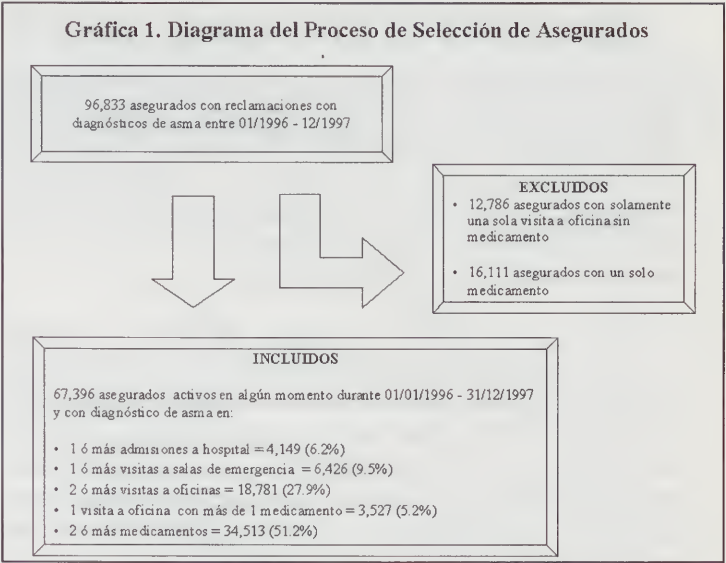 Gráfica 1. Diagrama del Proceso de Selección de Asegurados
96,833 asegurados con reclamaciones con
diagnósticos de asma entre 01/1996 - 12/1997
EXCLUIDOS
• 12,786 asegurados con solamente
una sola visita a oficina sin
medicamento
• 16,111 asegurados con un solo
medicamento
INCLUIDOS
67,396 asegurados activos en algún momento durante 01/01/1996 - 31/12/1997
y con diagnóstico de asma en:
• 1 ó más admisiones a hospital = 4,149 (6.2%)
• 1 ó más visitas a salas de emergencia = 6,426 (9.5%)
• 2 ó más visitas a oficinas = 18,781 (27.9%)
• 1 visita a oficina con más de 1 medicamento = 3,527 (5.2%)
• 2 ó más medicamentos = 34,513 (51.2%)